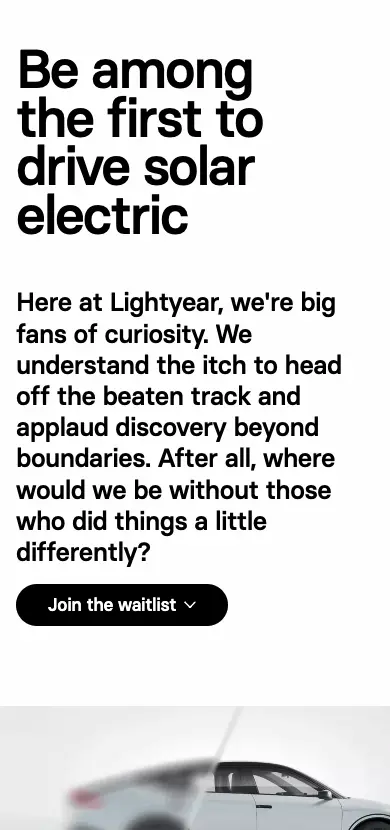 Be among
the first to
drive solar
electric
Here at Lightyear, we're big
fans of curiosity. We
understand the itch to head
off the beaten track and
applaud discovery beyond
boundaries. After all, where
would we be without those
who did things a little
differently?
Join the waitlist